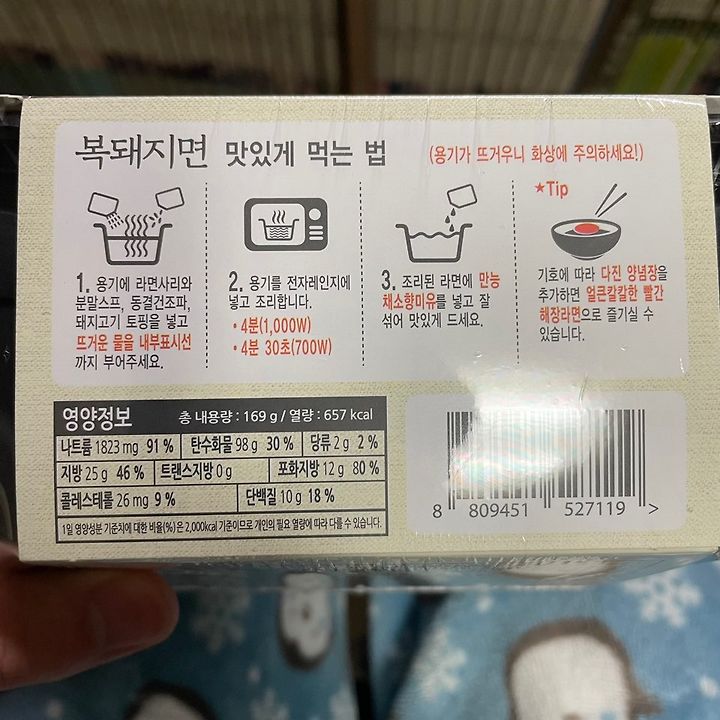 복돼지면 맛있게 먹는 법 (용기가 뜨거우니 화상에 주의하세요!)
1. 용기에 라면사리와
분말스프, 동결건조파,
돼지고기 토핑을 넣고
뜨거운 물을 내부표시선
까지 부어주세요.
2. 용기를 전자레인지에
넣고 조리합니다.
• 4분(1,000W)
• 4분 30초(700W)
3. 조리된 라면에 만능
채소향미유를 넣고 잘
섞어 맛있게 드세요.
★Tip
기호에 따라 다진 양념장을
추가하면 얼큰칼칼한 빨간
해장라면으로 즐기실 수
있습니다.
영양정보 총 내용량 : 169 g / 열량 : 657 kcal
나트륨 1823 mg 91 % 탄수화물 98 g 30 % 당류 2 g 2 %
지방 25 g 46 % 트랜스지방 0 g 포화지방 12 g 80 %
콜레스테롤 26 mg 9 % 단백질 10 g 18 %
1일 영양성분 기준치에 대한 비율(%)은 2,000kcal 기준이므로 개인의 필요 열량에 따라 다를 수 있습니다.
8 809451 527119 >